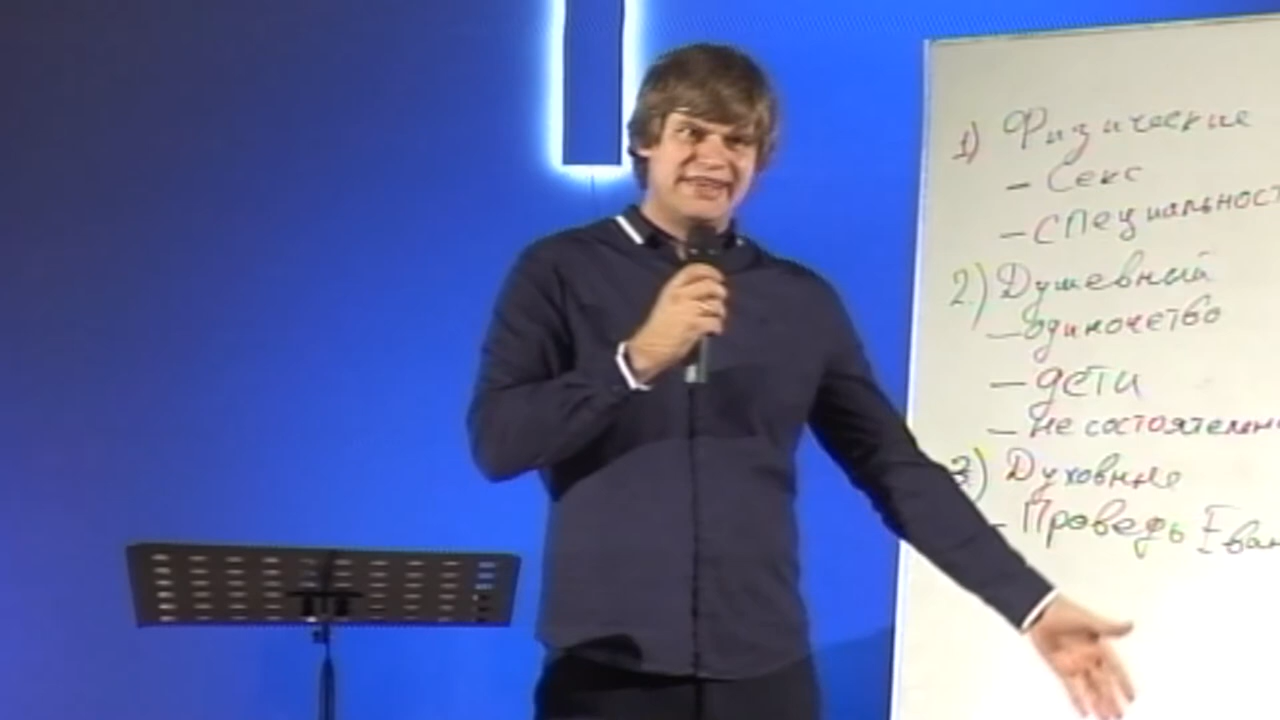 1) Физические
- Секс
- Специальност
2) Душевный
- одиночество
- дети
- не состоятельн
3) Духовные
- Проведь Еван